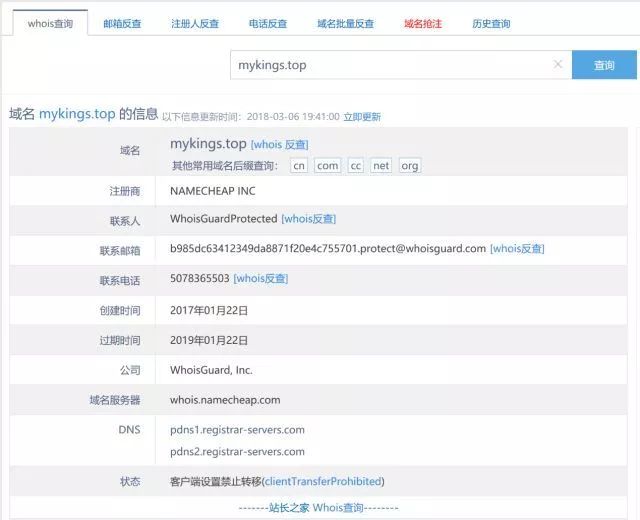 whois查询 邮箱反查 注册人反查 电话反查 域名批量反查 域名抢注 历史查询
mykings.top × 查询
域名 mykings.top 的信息 以下信息更新时间：2018-03-06 19:41:00 立即更新
域名 mykings.top [whois 反查]
其他常用域名后缀查询： cn com cc net org
注册商 NAMECHEAP INC
联系人 WhoisGuardProtected [whois反查]
联系邮箱 b985dc63412349da8871f20e4c755701.protect@whoisguard.com [whois反查]
联系电话 5078365503 [whois反查]
创建时间 2017年01月22日
过期时间 2019年01月22日
公司 WhoisGuard, Inc.
域名服务器 whois.namecheap.com
DNS pdns1.registrar-servers.com
pdns2.registrar-servers.com
状态 客户端设置禁止转移(clientTransferProhibited)
-------站长之家 Whois查询--------